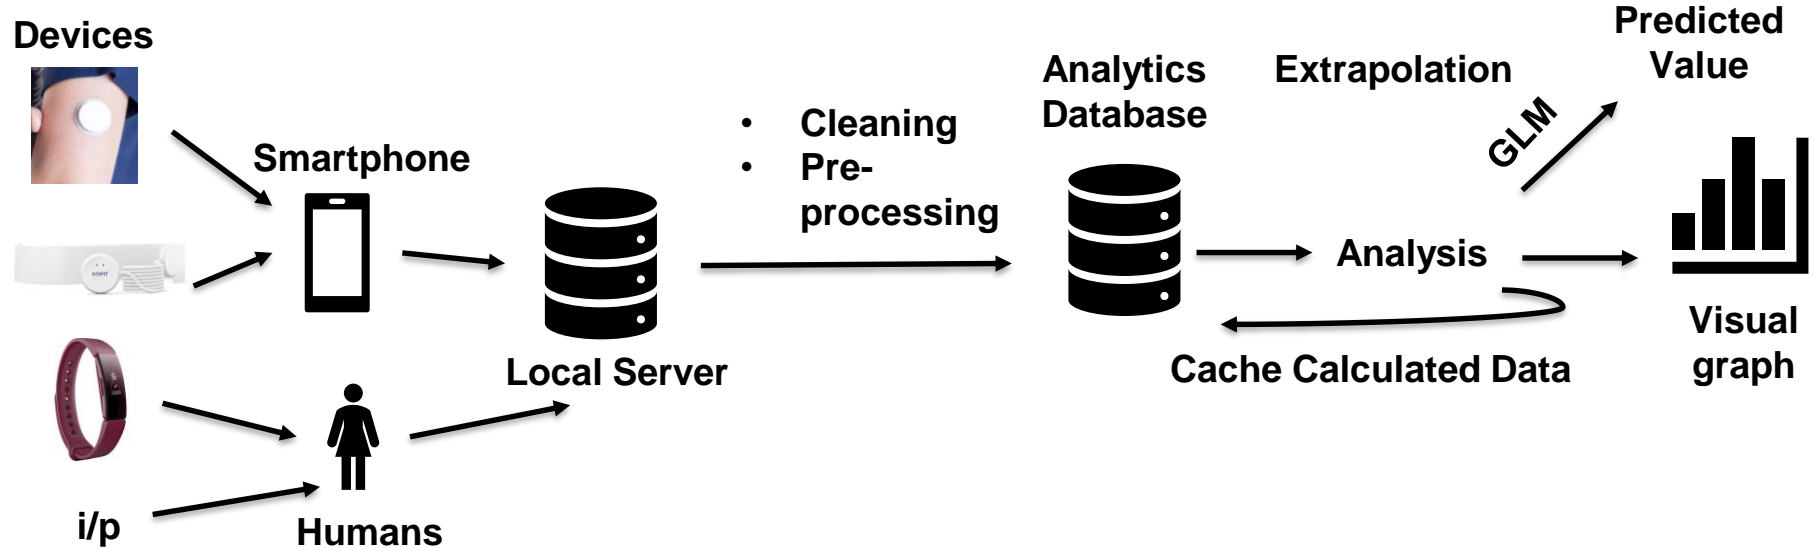 Devices
Smartphone
Local Server
i/p
Humans
• Cleaning
• Pre-
processing
Analytics
Database
Extrapolation
GLM
Predicted
Value
Analysis
Cache Calculated Data
Visual
graph